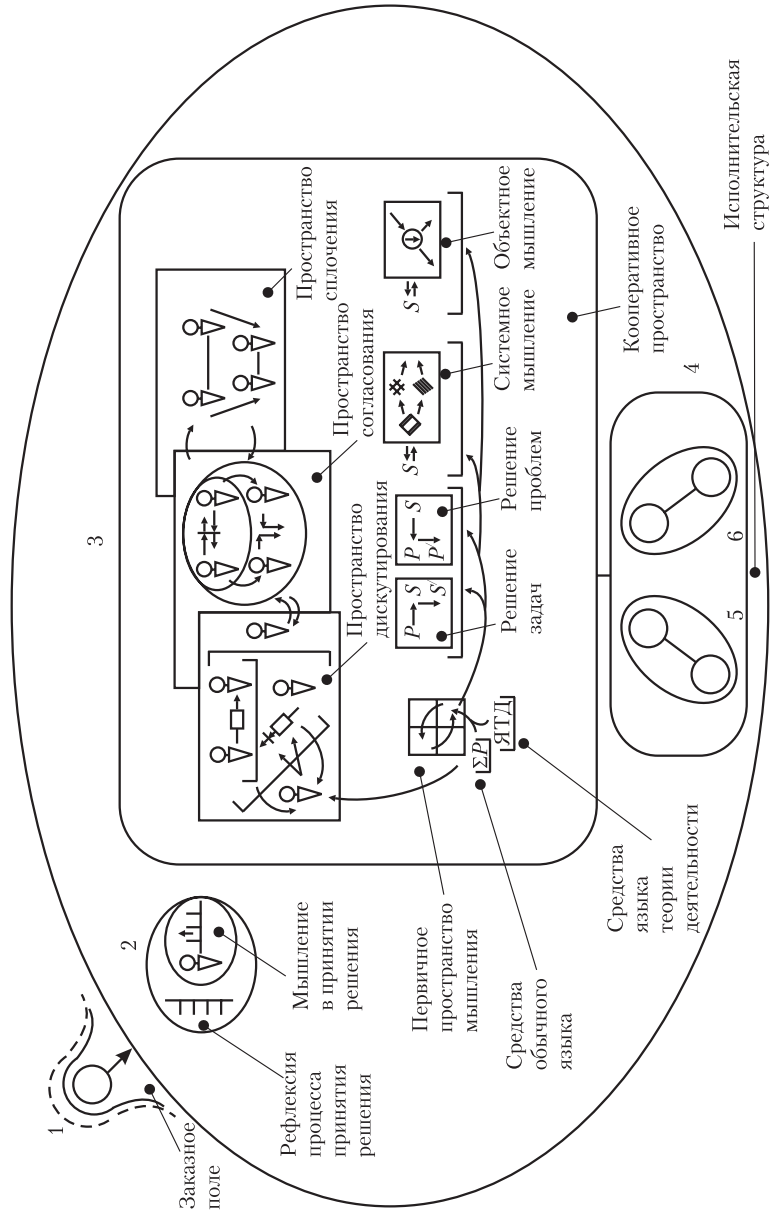 1
Заказное
поле
2
Рефлексия
процесса
принятия
решения
Мышление
в принятии
решения
3
Пространство
сплочения
Пространство
согласования
Пространство
дискутирования
Первичное
пространство
мышления
ΣP
ЯТД
Средства
обычного
языка
Средства
языка
теории
деятельности
P S
S/
P S
P/
Решение
задач
Решение
проблем
S
Системное
мышление
S
Объектное
мышление
Кооперативное
пространство
4
5
6
Исполнительская
структура